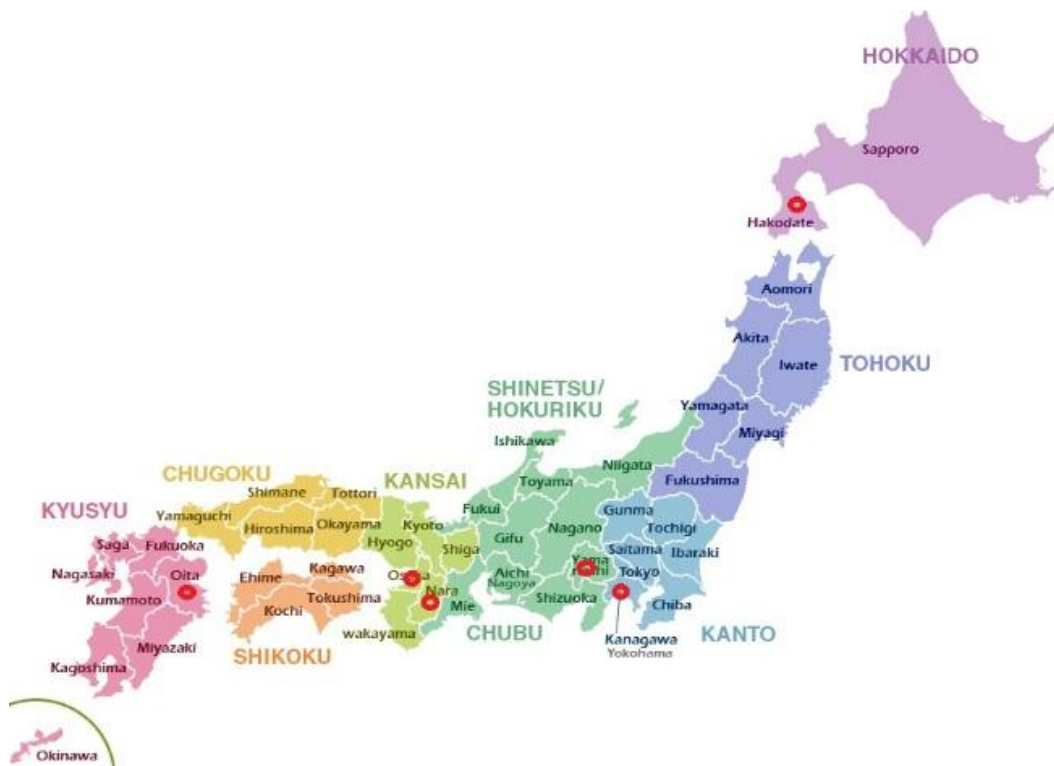 HOKKAIDO
Sapporo
Hakodate
Aomori
Akita
Iwate
TOHOKU
SHINETSU/
HOKURIKU
Yamagata
Miyagi
Ishikawa
Niigata
CHUGOKU
KANSAI
Toyama
Fukushima
Shimane
Tottori
KYUSYU
Yamaguchi
Hiroshima
Okayama
Kyoto
Fukui
Gunma
Tochigi
Hyogo
Shiga
Gifu
Nagano
Saga
Fukuoka
Saitama
Ibaraki
Nagasaki
Oita
Ehime
Kagawa
Aichi
Nagoya
Yama
Tokyo
Kumamoto
Kochi
Tokushima
Nara
Mie
Shizuoka
Chiba
Miyazaki
wakayama
CHUBU
Kanagawa
Yokohama
KANTO
Kagoshima
SHIKOKU
Okinawa